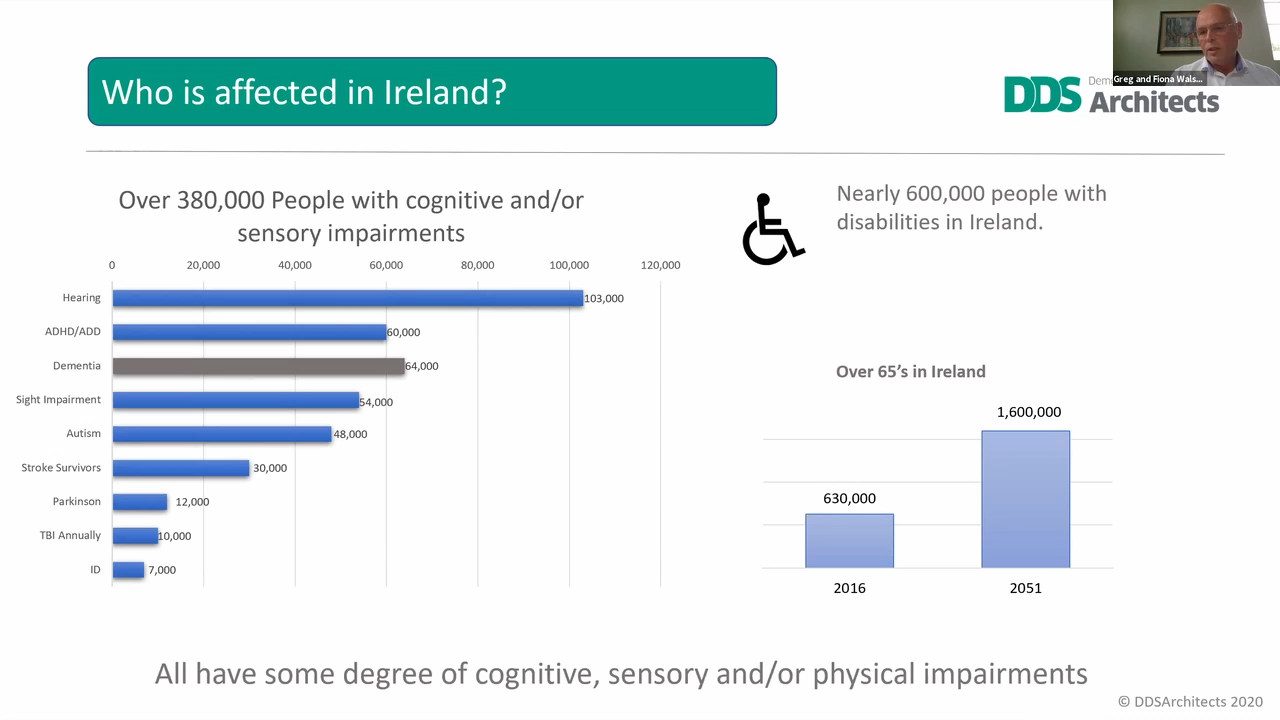 Who is affected in Ireland?
Greg and Fiona Wals...
DDS
Architects
Over 380,000 People with cognitive and/or
sensory impairments
0 20,000 40,000 60,000 80,000 100,000 120,000
Hearing 103,000
ADHD/ADD 60,000
Dementia 64,000
Sight Impairment 54,000
Autism 48,000
Stroke Survivors 30,000
Parkinson 12,000
TBI Annually 10,000
ID 7,000
Nearly 600,000 people with
disabilities in Ireland.
Over 65's in Ireland
1,600,000
630,000
2016 2051
All have some degree of cognitive, sensory and/or physical impairments
© DDSArchitects 2020